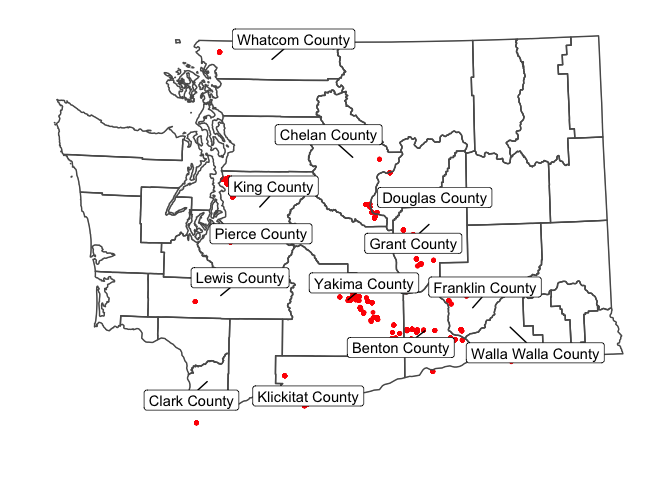 Whatcom County
Chelan County
King County
Douglas County
Pierce County
Grant County
Lewis County
Yakima County
Franklin County
Benton County
Walla Walla County
Clark County
Klickitat County